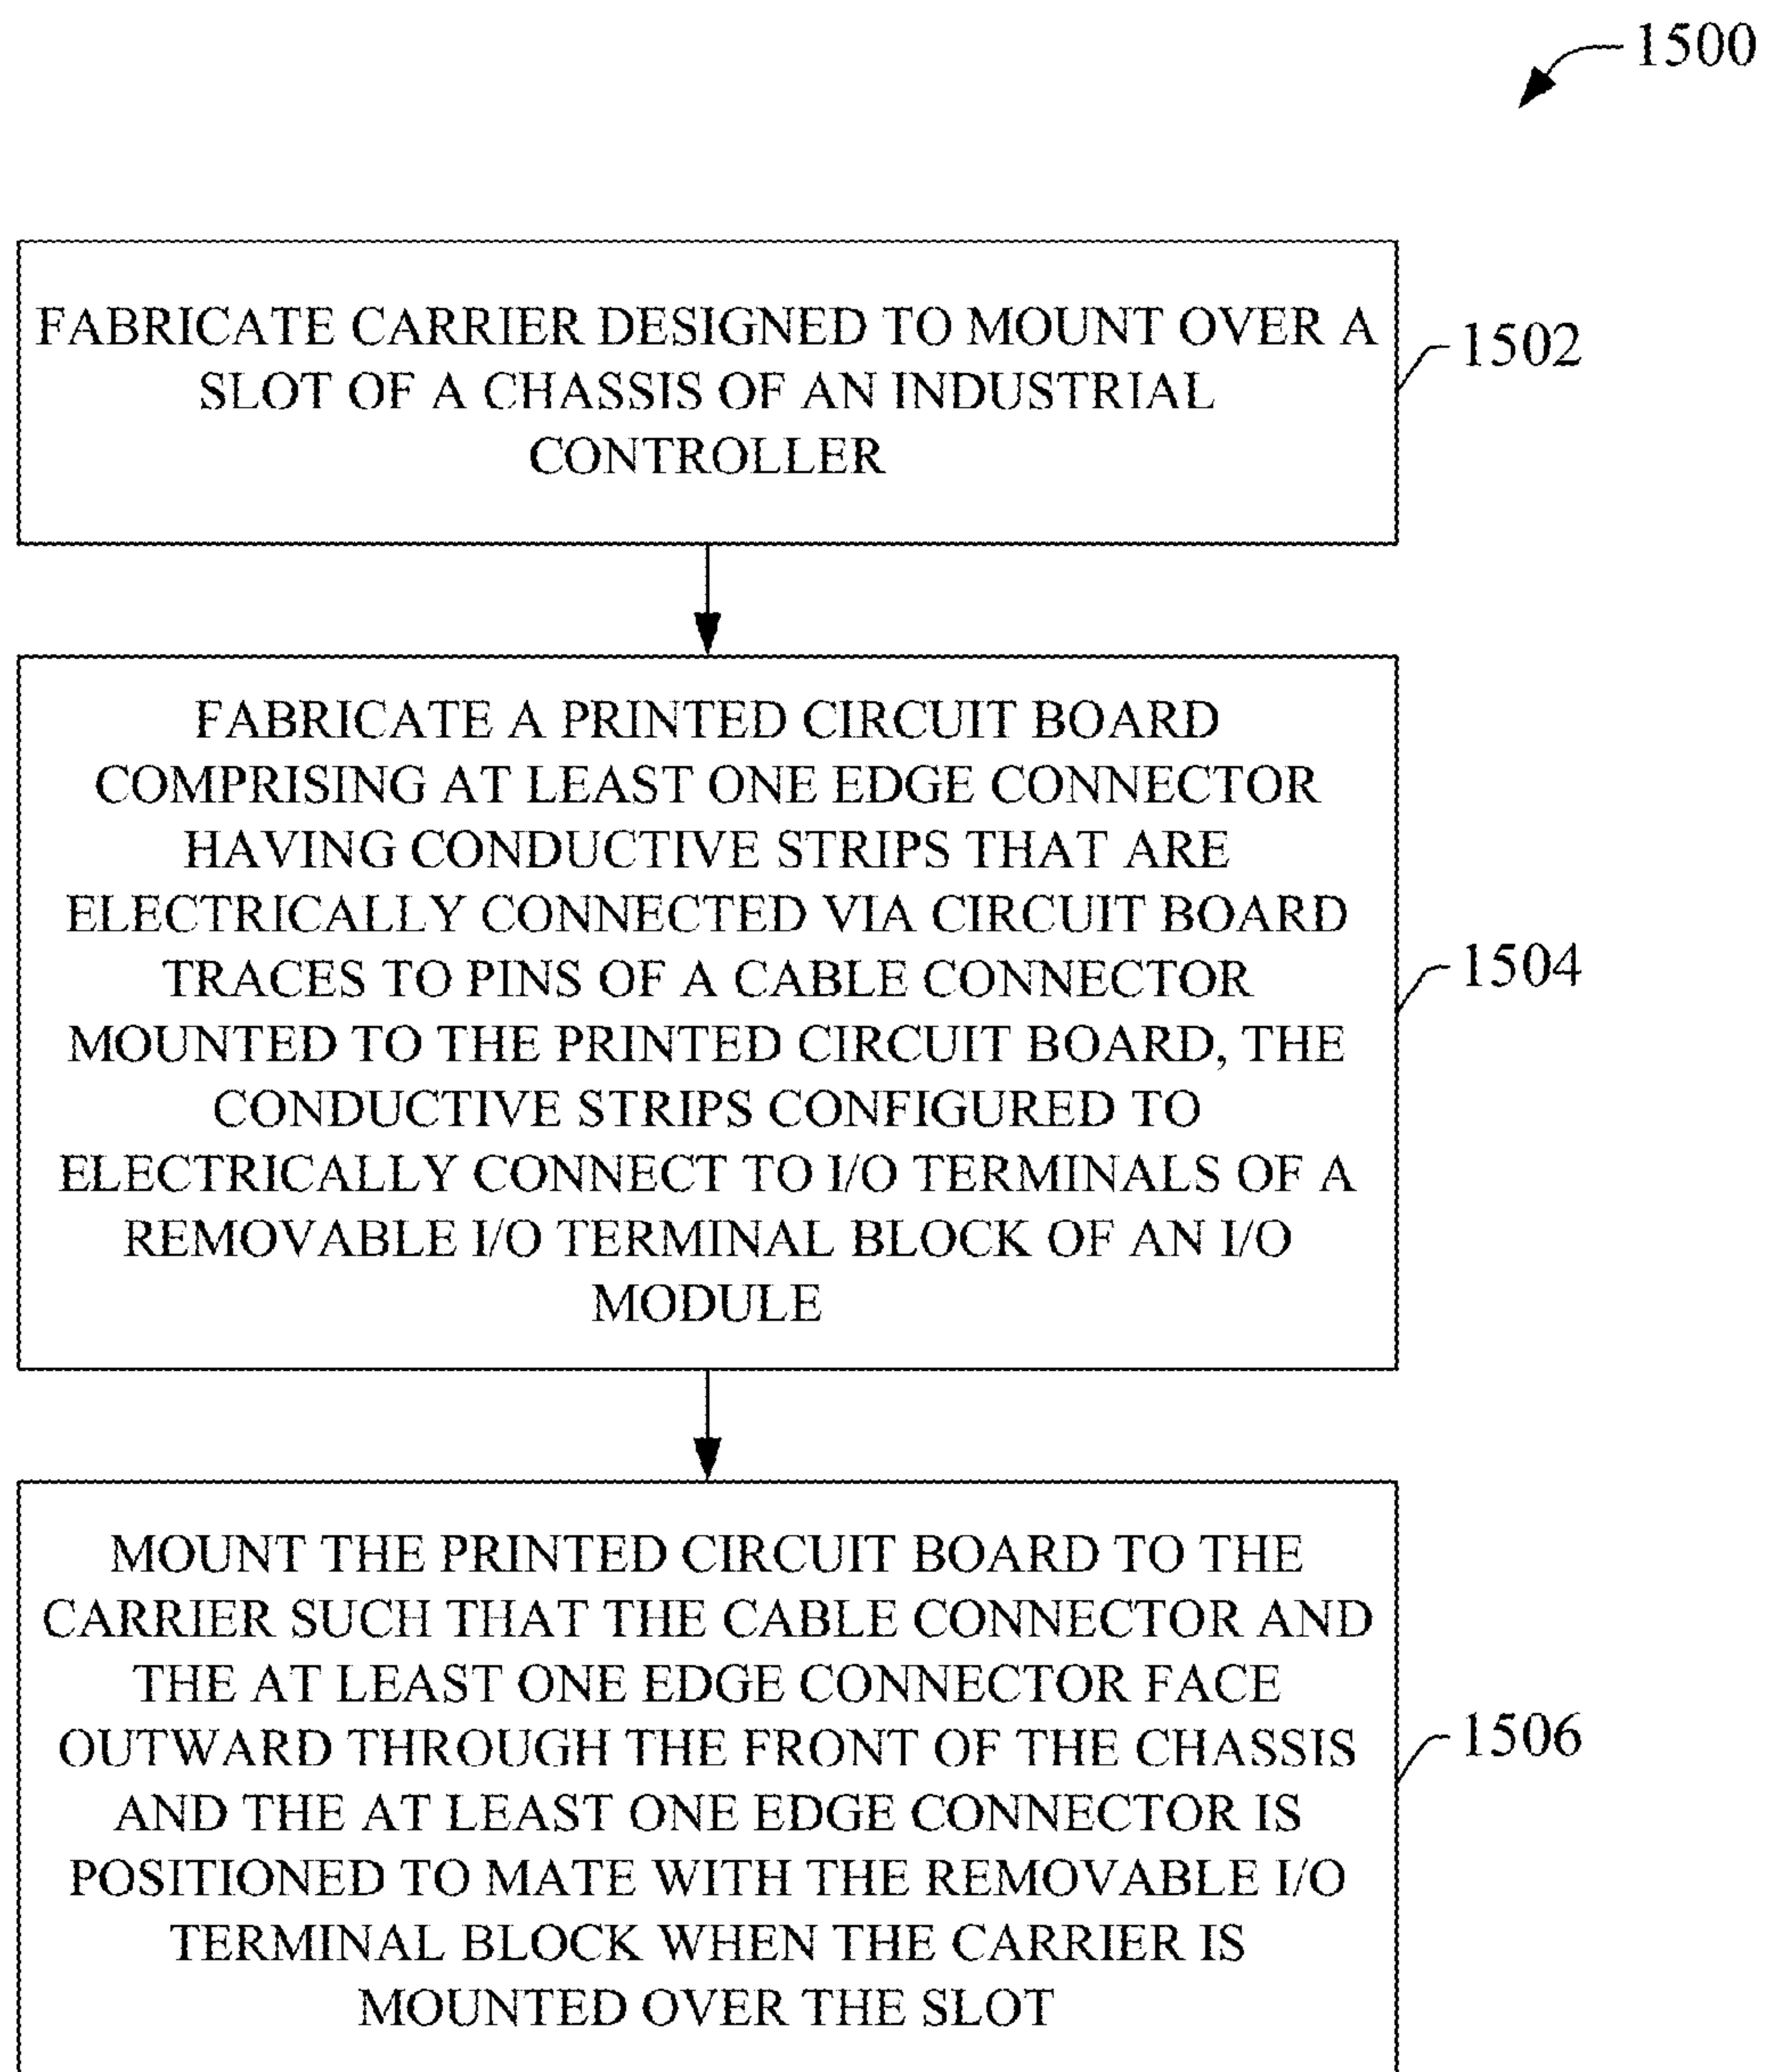 1500
FABRICATE CARRIER DESIGNED TO MOUNT OVER A
SLOT OF A CHASSIS OF AN INDUSTRIAL
CONTROLLER
1502
FABRICATE A PRINTED CIRCUIT BOARD
COMPRISING AT LEAST ONE EDGE CONNECTOR
HAVING CONDUCTIVE STRIPS THAT ARE
ELECTRICALLY CONNECTED VIA CIRCUIT BOARD
TRACES TO PINS OF A CABLE CONNECTOR
MOUNTED TO THE PRINTED CIRCUIT BOARD, THE
CONDUCTIVE STRIPS CONFIGURED TO
ELECTRICALLY CONNECT TO I/O TERMINALS OF A
REMOVABLE I/O TERMINAL BLOCK OF AN I/O
MODULE
1504
MOUNT THE PRINTED CIRCUIT BOARD TO THE
CARRIER SUCH THAT THE CABLE CONNECTOR AND
THE AT LEAST ONE EDGE CONNECTOR FACE
OUTWARD THROUGH THE FRONT OF THE CHASSIS
AND THE AT LEAST ONE EDGE CONNECTOR IS
POSITIONED TO MATE WITH THE REMOVABLE I/O
TERMINAL BLOCK WHEN THE CARRIER IS
MOUNTED OVER THE SLOT
1506